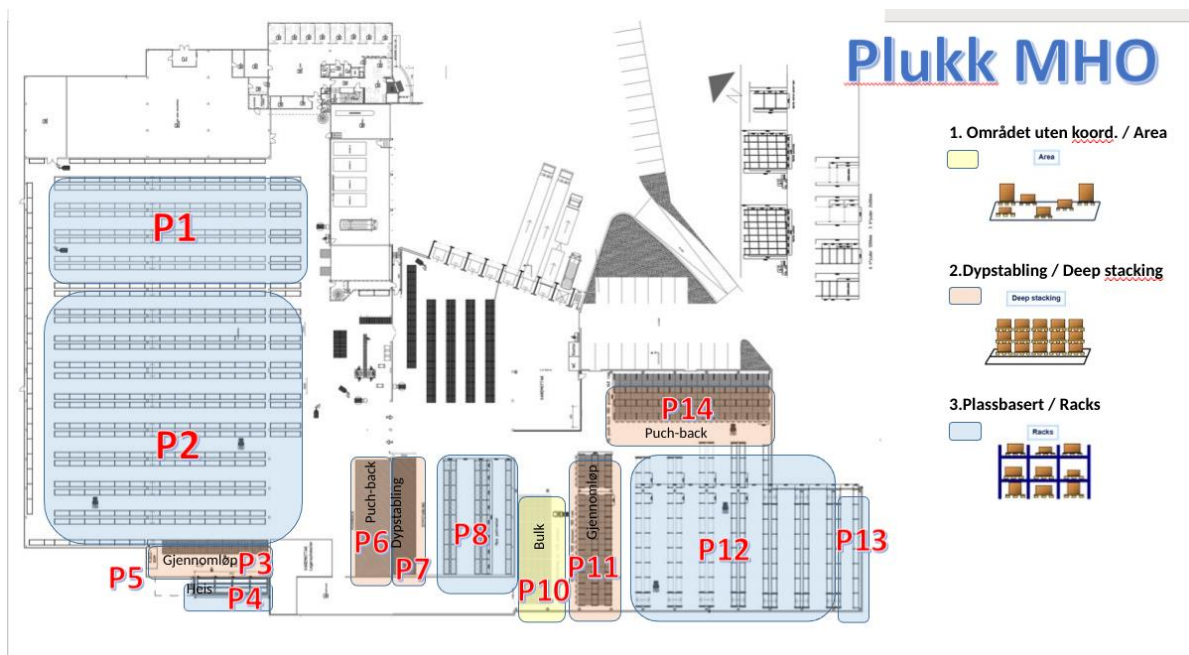 Plukk MHO
1. Området uten koord. / Area
Area
2.Dypstabling / Deep stacking
Deep stacking
3.Plassbasert / Racks
Racks
P1
P2
P14
Puch-back
Puch-back
Dypstabling
P6
P7
P8
Bulk
P10
Gjennomløp
P11
P12
P13
Gjennomløp
P3
P5
Heis
P4